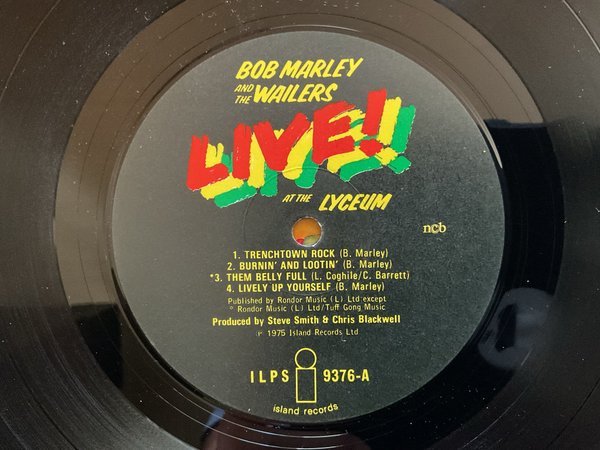 BOB MARLEY
AND THE WAILERS
LIVE!
AT THE LYCEUM
ncb
1. TRENCHTOWN ROCK (B. Marley)
2. BURNIN' AND LOOTIN' (B. Marley)
*3. THEM BELLY FULL (L. Coghile/C. Barrett)
4. LIVELY UP YOURSELF (B. Marley)
Published by Rondor Music (L) Ltd except
° Rondor Music (L) Ltd/Tuff Gong Music
Produced by Steve Smith & Chris Blackwell
℗ 1975 Island Records Ltd
ILPS 9376-A
island records